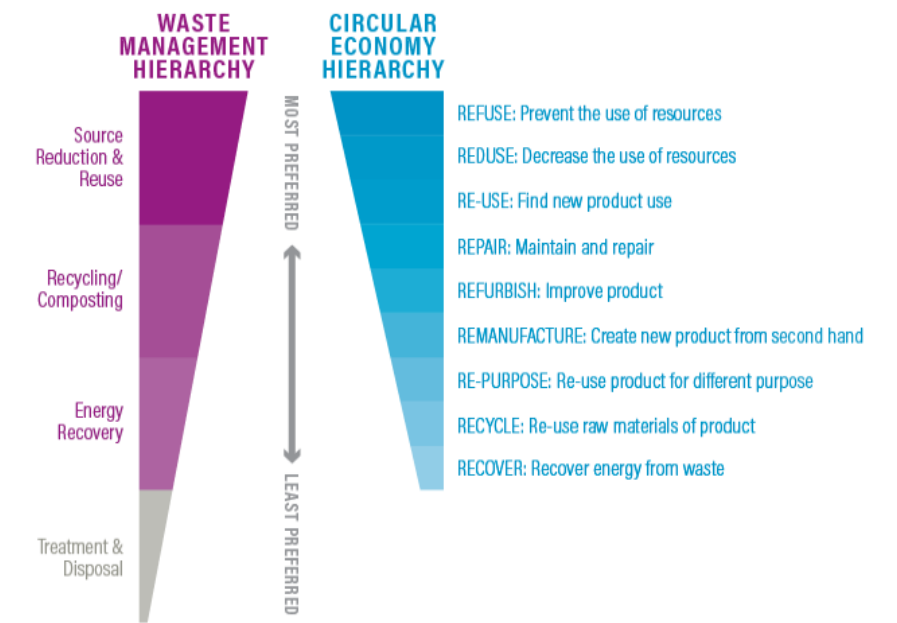 WASTE
MANAGEMENT
HIERARCHY
Source
Reduction &
Reuse
Recycling/
Composting
Energy
Recovery
Treatment &
Disposal
MOST PREFERRED
LEAST PREFERRED
CIRCULAR
ECONOMY
HIERARCHY
REFUSE: Prevent the use of resources
REDUSE: Decrease the use of resources
RE-USE: Find new product use
REPAIR: Maintain and repair
REFURBISH: Improve product
REMANUFACTURE: Create new product from second hand
RE-PURPOSE: Re-use product for different purpose
RECYCLE: Re-use raw materials of product
RECOVER: Recover energy from waste